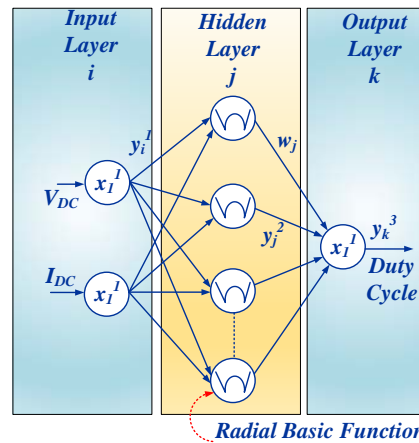 Input
Layer
i
Hidden
Layer
j
Output
Layer
k
y_i^1
w_j
x_1^1
V_DC
y_j^2
y_k^3
x_1^1
I_DC
x_1^1
Duty
Cycle
Radial Basic Function